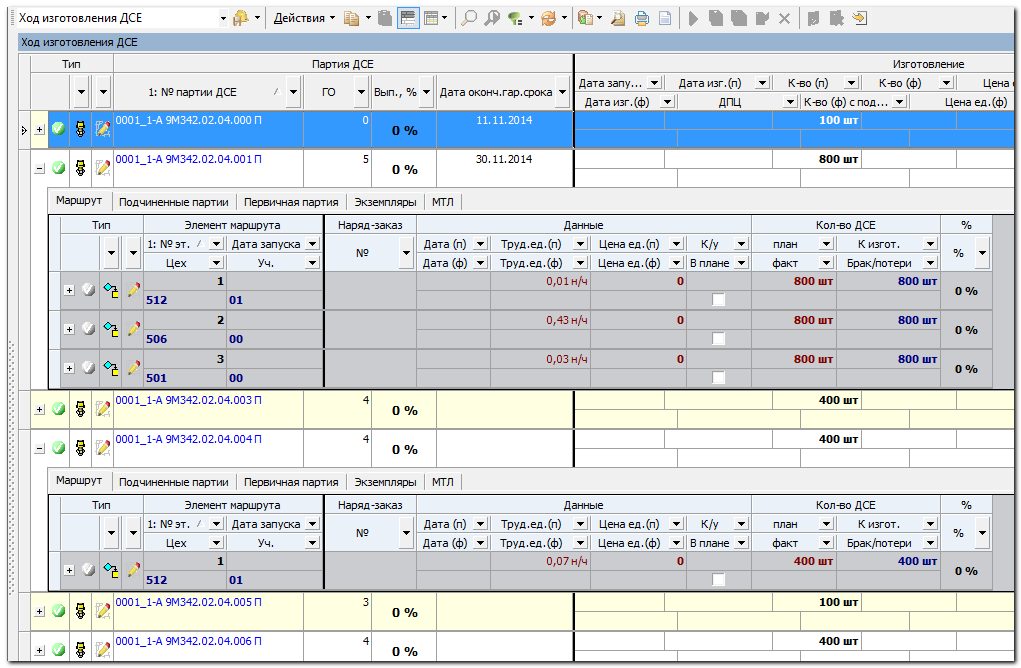 Ход изготовления ДСЕ Действия
Ход изготовления ДСЕ
Тип Партия ДСЕ Изготовление
1: № партии ДСЕ ГО Вып., % Дата оконч.гар.срока
Дата запу... Дата изг.(п) К-во (п) К-во (ф) Цена
Дата изг.(ф) ДПЦ К-во (ф) с под... Цена ед.(ф)
0001_1-А 9М342.02.04.000 П 0 0 % 11.11.2014 100 шт
0001_1-А 9М342.02.04.001 П 5 0 % 30.11.2014 800 шт
Маршрут Подчиненные партии Первичная партия Экземпляры МТЛ
Тип Элемент маршрута Наряд-заказ Данные Кол-во ДСЕ %
1: № эт. Дата запуска № Дата (п) Труд.ед.(п) Цена ед.(п) К/у план К изгот. %
Цех Уч. Дата (ф) Труд.ед.(ф) Цена ед.(ф) В плане факт Брак/потери
1 0,01 н/ч 0 800 шт 800 шт 0 %
512 01
2 0,43 н/ч 0 800 шт 800 шт 0 %
506 00
3 0,03 н/ч 0 800 шт 800 шт 0 %
501 00
0001_1-А 9М342.02.04.003 П 4 0 % 400 шт
0001_1-А 9М342.02.04.004 П 4 0 % 400 шт
Маршрут Подчиненные партии Первичная партия Экземпляры МТЛ
Тип Элемент маршрута Наряд-заказ Данные Кол-во ДСЕ %
1: № эт. Дата запуска № Дата (п) Труд.ед.(п) Цена ед.(п) К/у план К изгот. %
Цех Уч. Дата (ф) Труд.ед.(ф) Цена ед.(ф) В плане факт Брак/потери
1 0,07 н/ч 0 400 шт 400 шт 0 %
512 01
0001_1-А 9М342.02.04.005 П 3 0 % 100 шт
0001_1-А 9М342.02.04.006 П 4 0 % 400 шт